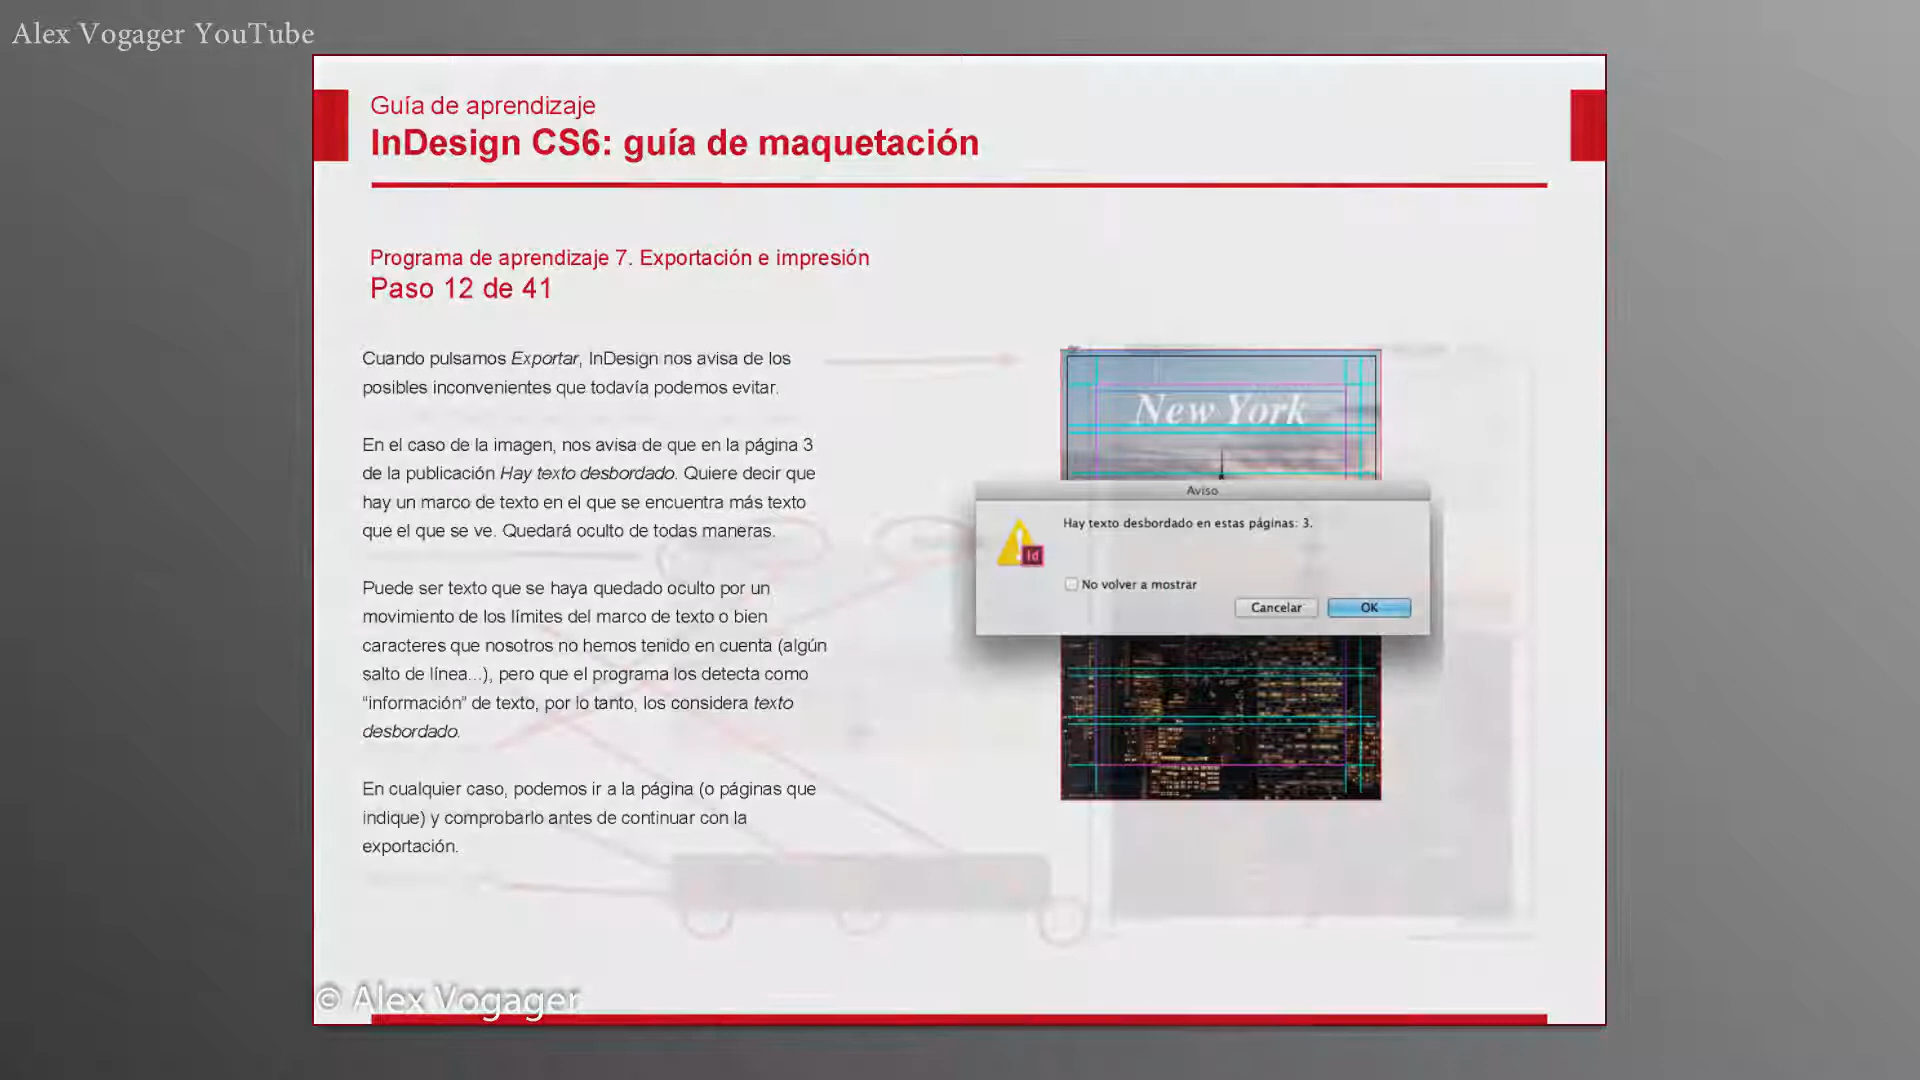 Alex Vogager YouTube
Guía de aprendizaje
InDesign CS6: guía de maquetación
Programa de aprendizaje 7. Exportación e impresión
Paso 12 de 41
Cuando pulsamos Exportar, InDesign nos avisa de los
posibles inconvenientes que todavía podemos evitar.
En el caso de la imagen, nos avisa de que en la página 3
de la publicación Hay texto desbordado. Quiere decir que
hay un marco de texto en el que se encuentra más texto
que el que se ve. Quedará oculto de todas maneras.
Puede ser texto que se haya quedado oculto por un
movimiento de los límites del marco de texto o bien
caracteres que nosotros no hemos tenido en cuenta (algún
salto de línea...), pero que el programa los detecta como
“información” de texto, por lo tanto, los considera texto
desbordado.
En cualquier caso, podemos ir a la página (o páginas que
indique) y comprobarlo antes de continuar con la
exportación.
New York
Aviso
Hay texto desbordado en estas páginas: 3.
Id
No volver a mostrar
Cancelar
OK
© Alex Vogager